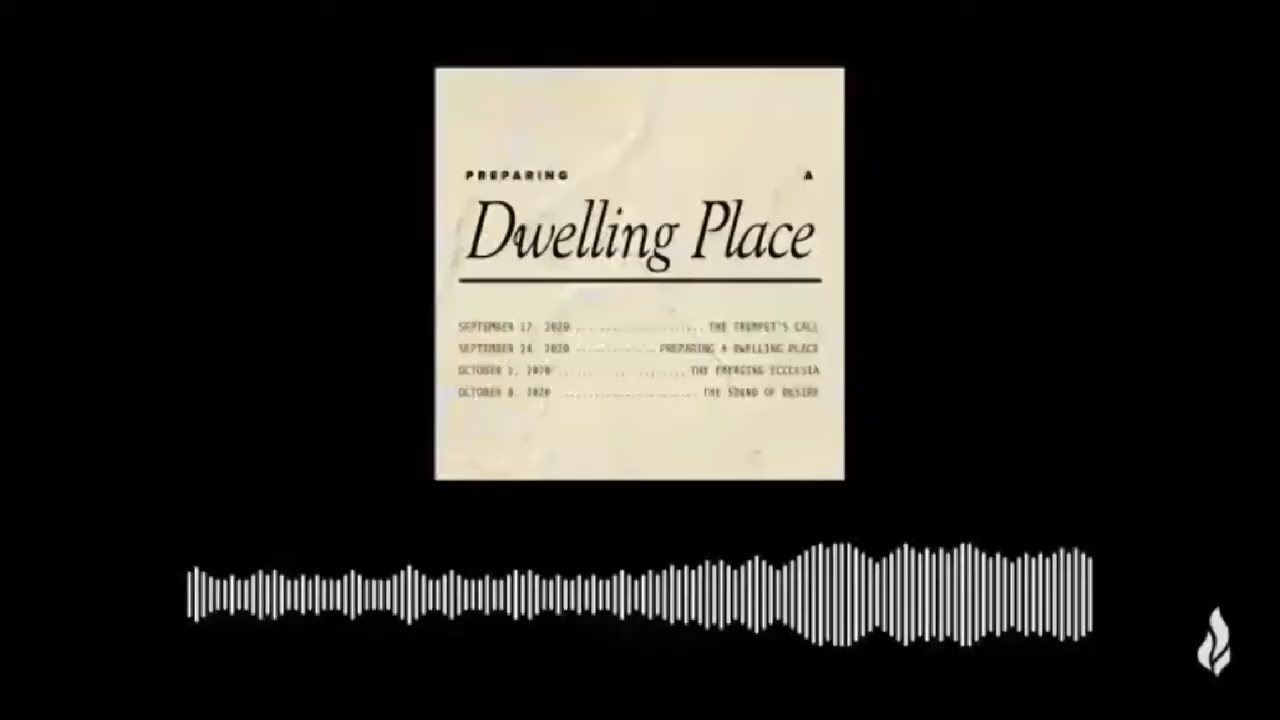 PREPARING A
Dwelling Place
SEPTEMBER 17, 2020 THE TRUMPET'S CALL
SEPTEMBER 24, 2020 PREPARING A DWELLING PLACE
OCTOBER 1, 2020 THE EMERGING ECCLESIA
OCTOBER 8, 2020 THE SOUND OF DESIRE